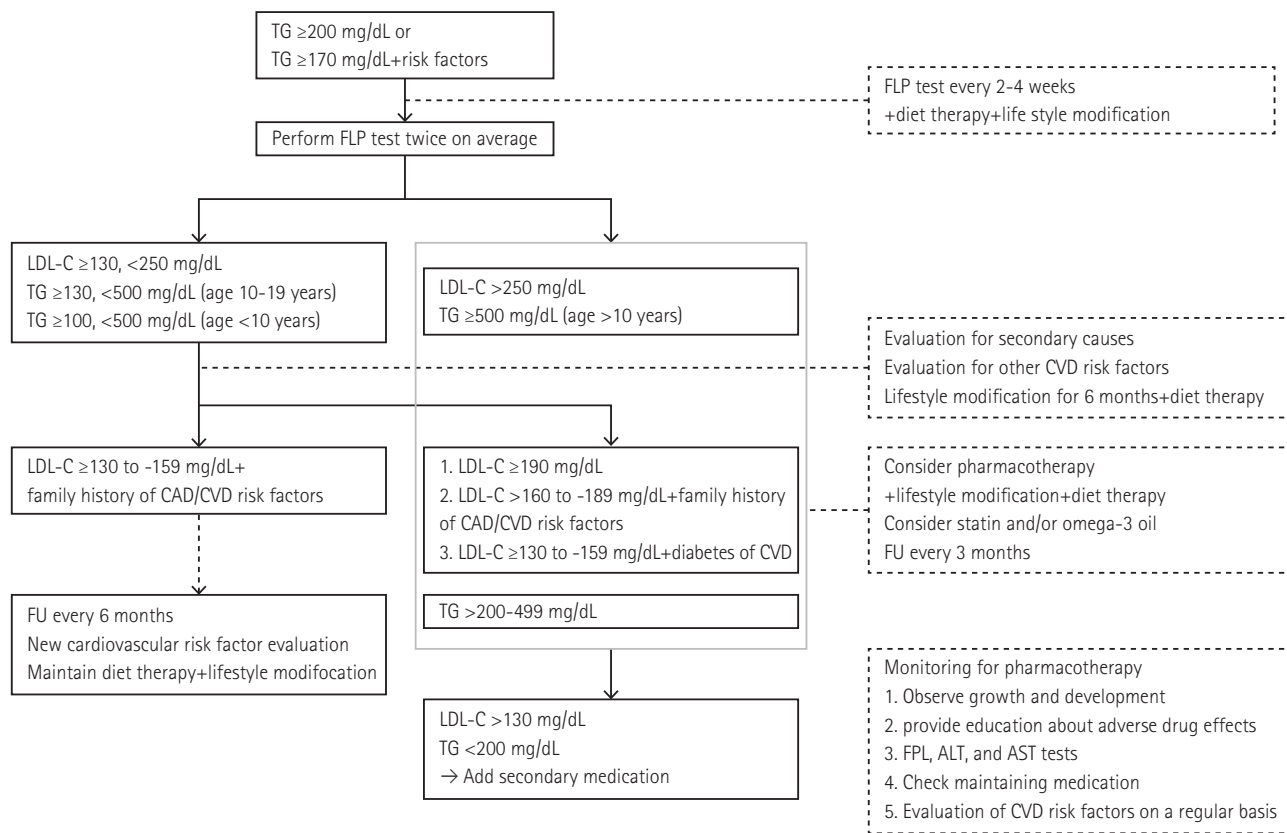 TG ≥200 mg/dL or
TG ≥170 mg/dL+risk factors
FLP test every 2-4 weeks
+diet therapy+life style modification
Perform FLP test twice on average
LDL-C ≥130, <250 mg/dL
TG ≥130, <500 mg/dL (age 10-19 years)
TG ≥100, <500 mg/dL (age <10 years)
LDL-C >250 mg/dL
TG ≥500 mg/dL (age >10 years)
Evaluation for secondary causes
Evaluation for other CVD risk factors
Lifestyle modification for 6 months+diet therapy
LDL-C ≥130 to -159 mg/dL+
family history of CAD/CVD risk factors
1. LDL-C ≥190 mg/dL
2. LDL-C >160 to -189 mg/dL+family history
of CAD/CVD risk factors
3. LDL-C ≥130 to -159 mg/dL+diabetes of CVD
Consider pharmacotherapy
+lifestyle modification+diet therapy
Consider statin and/or omega-3 oil
FU every 3 months
TG >200-499 mg/dL
FU every 6 months
New cardiovascular risk factor evaluation
Maintain diet therapy+lifestyle modifocation
LDL-C >130 mg/dL
TG <200 mg/dL
→ Add secondary medication
Monitoring for pharmacotherapy
1. Observe growth and development
2. provide education about adverse drug effects
3. FPL, ALT, and AST tests
4. Check maintaining medication
5. Evaluation of CVD risk factors on a regular basis